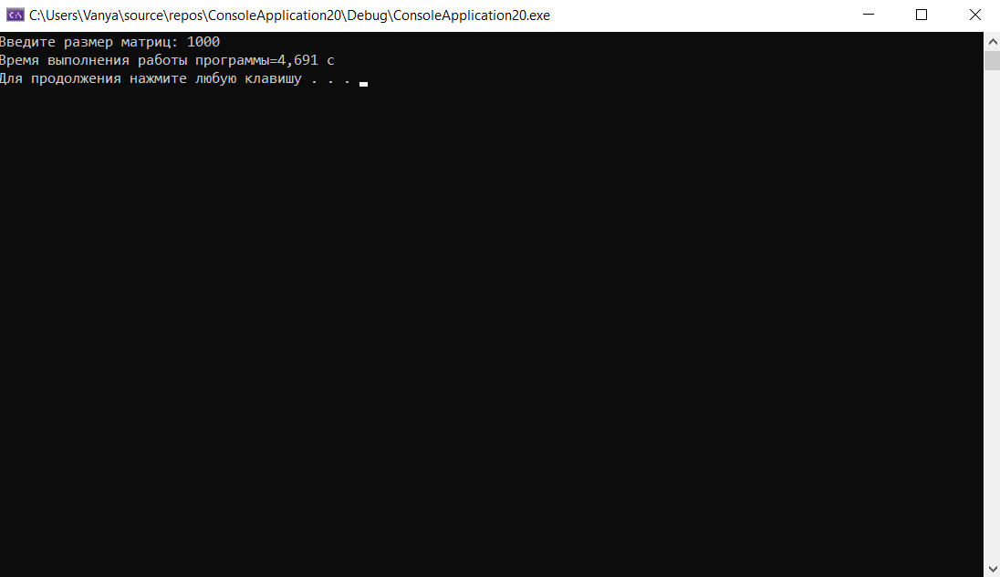 C:\Users\Vanya\source\repos\ConsoleApplication20\Debug\ConsoleApplication20.exe
Введите размер матриц: 1000
Время выполнения работы программы=4,691 с
Для продолжения нажмите любую клавишу . . .